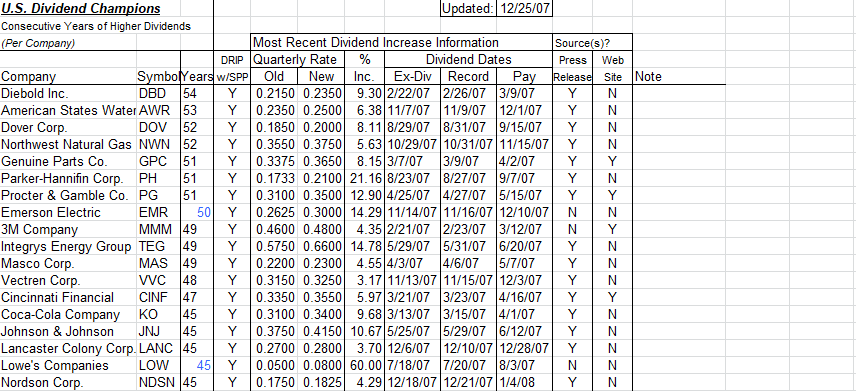 U.S. Dividend Champions Updated: 12/25/07
Consecutive Years of Higher Dividends
(Per Company) Most Recent Dividend Increase Information Source(s)?
DRIP Quarterly Rate % Dividend Dates Press Web
Company Symbol Years w/SPP Old New Inc. Ex-Div Record Pay Release Site Note
Diebold Inc. DBD 54 Y 0.2150 0.2350 9.30 2/22/07 2/26/07 3/9/07 Y N
American States Water AWR 53 Y 0.2350 0.2500 6.38 11/7/07 11/9/07 12/1/07 Y N
Dover Corp. DOV 52 Y 0.1850 0.2000 8.11 8/29/07 8/31/07 9/15/07 Y N
Northwest Natural Gas NWN 52 Y 0.3550 0.3750 5.63 10/29/07 10/31/07 11/15/07 Y N
Genuine Parts Co. GPC 51 Y 0.3375 0.3650 8.15 3/7/07 3/9/07 4/2/07 Y Y
Parker-Hannifin Corp. PH 51 Y 0.1733 0.2100 21.16 8/23/07 8/27/07 9/7/07 Y N
Procter & Gamble Co. PG 51 Y 0.3100 0.3500 12.90 4/25/07 4/27/07 5/15/07 Y Y
Emerson Electric EMR 50 Y 0.2625 0.3000 14.29 11/14/07 11/16/07 12/10/07 N N
3M Company MMM 49 Y 0.4600 0.4800 4.35 2/21/07 2/23/07 3/12/07 N Y
Integrys Energy Group TEG 49 Y 0.5750 0.6600 14.78 5/29/07 5/31/07 6/20/07 Y N
Masco Corp. MAS 49 Y 0.2200 0.2300 4.55 4/3/07 4/6/07 5/7/07 Y N
Vectren Corp. VVC 48 Y 0.3150 0.3250 3.17 11/13/07 11/15/07 12/3/07 Y N
Cincinnati Financial CINF 47 Y 0.3350 0.3550 5.97 3/21/07 3/23/07 4/16/07 Y Y
Coca-Cola Company KO 45 Y 0.3100 0.3400 9.68 3/13/07 3/15/07 4/1/07 Y N
Johnson & Johnson JNJ 45 Y 0.3750 0.4150 10.67 5/25/07 5/29/07 6/12/07 Y N
Lancaster Colony Corp. LANC 45 Y 0.2700 0.2800 3.70 12/6/07 12/10/07 12/28/07 Y N
Lowe's Companies LOW 45 Y 0.0500 0.0800 60.00 7/18/07 7/20/07 8/3/07 N N
Nordson Corp. NDSN 45 Y 0.1750 0.1825 4.29 12/18/07 12/21/07 1/4/08 Y N